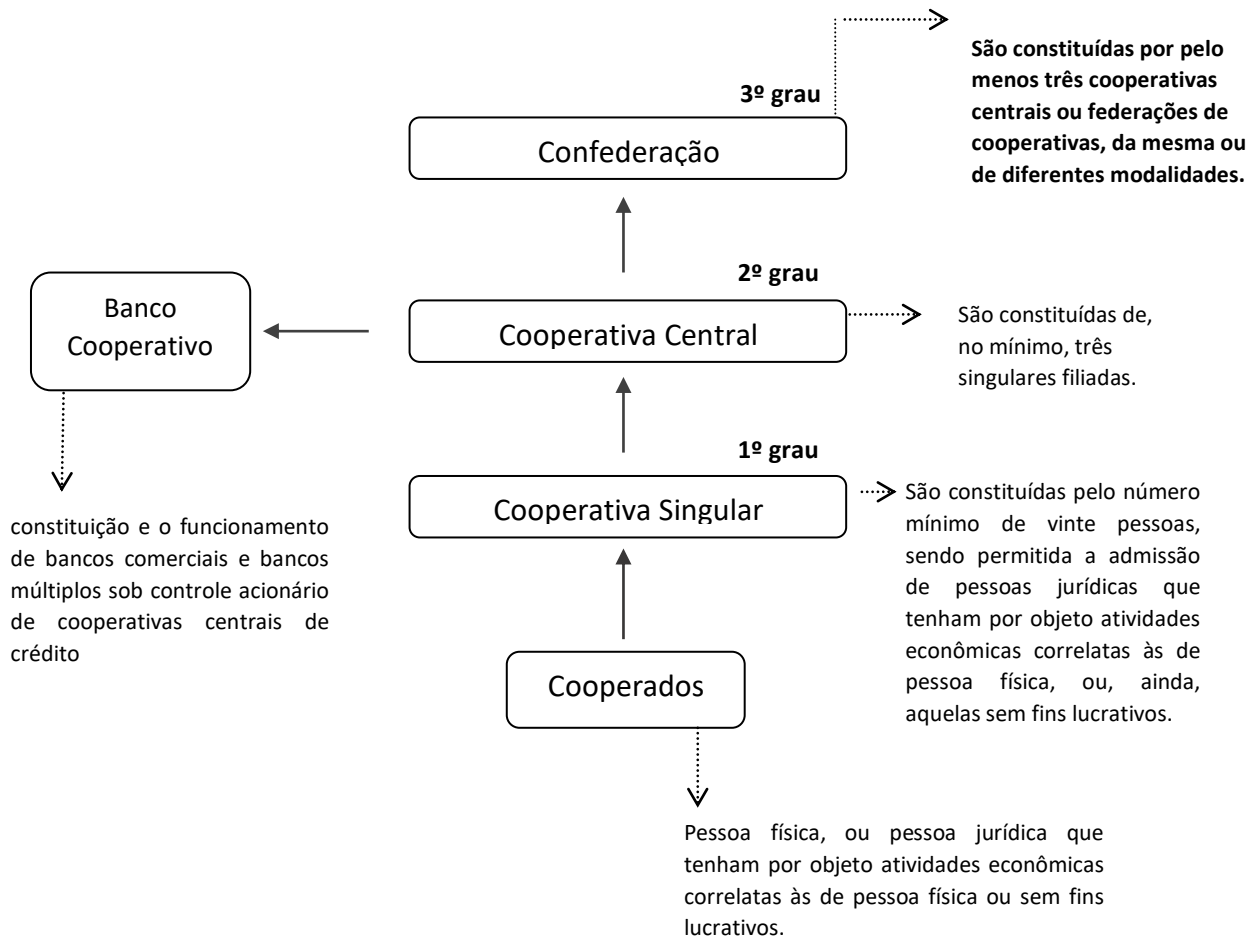 São constituídas por pelo
menos três cooperativas
centrais ou federações de
cooperativas, da mesma ou
de diferentes modalidades.
3º grau
Confederação
2º grau
Banco
Cooperativo
Cooperativa Central
São constituídas de,
no mínimo, três
singulares filiadas.
1º grau
Cooperativa Singular
São constituídas pelo número
mínimo de vinte pessoas,
sendo permitida a admissão
de pessoas jurídicas que
tenham por objeto atividades
econômicas correlatas às de
pessoa física, ou, ainda,
aquelas sem fins lucrativos.
constituição e o funcionamento
de bancos comerciais e bancos
múltiplos sob controle acionário
de cooperativas centrais de
crédito
Cooperados
Pessoa física, ou pessoa jurídica que
tenham por objeto atividades econômicas
correlatas às de pessoa física ou sem fins
lucrativos.